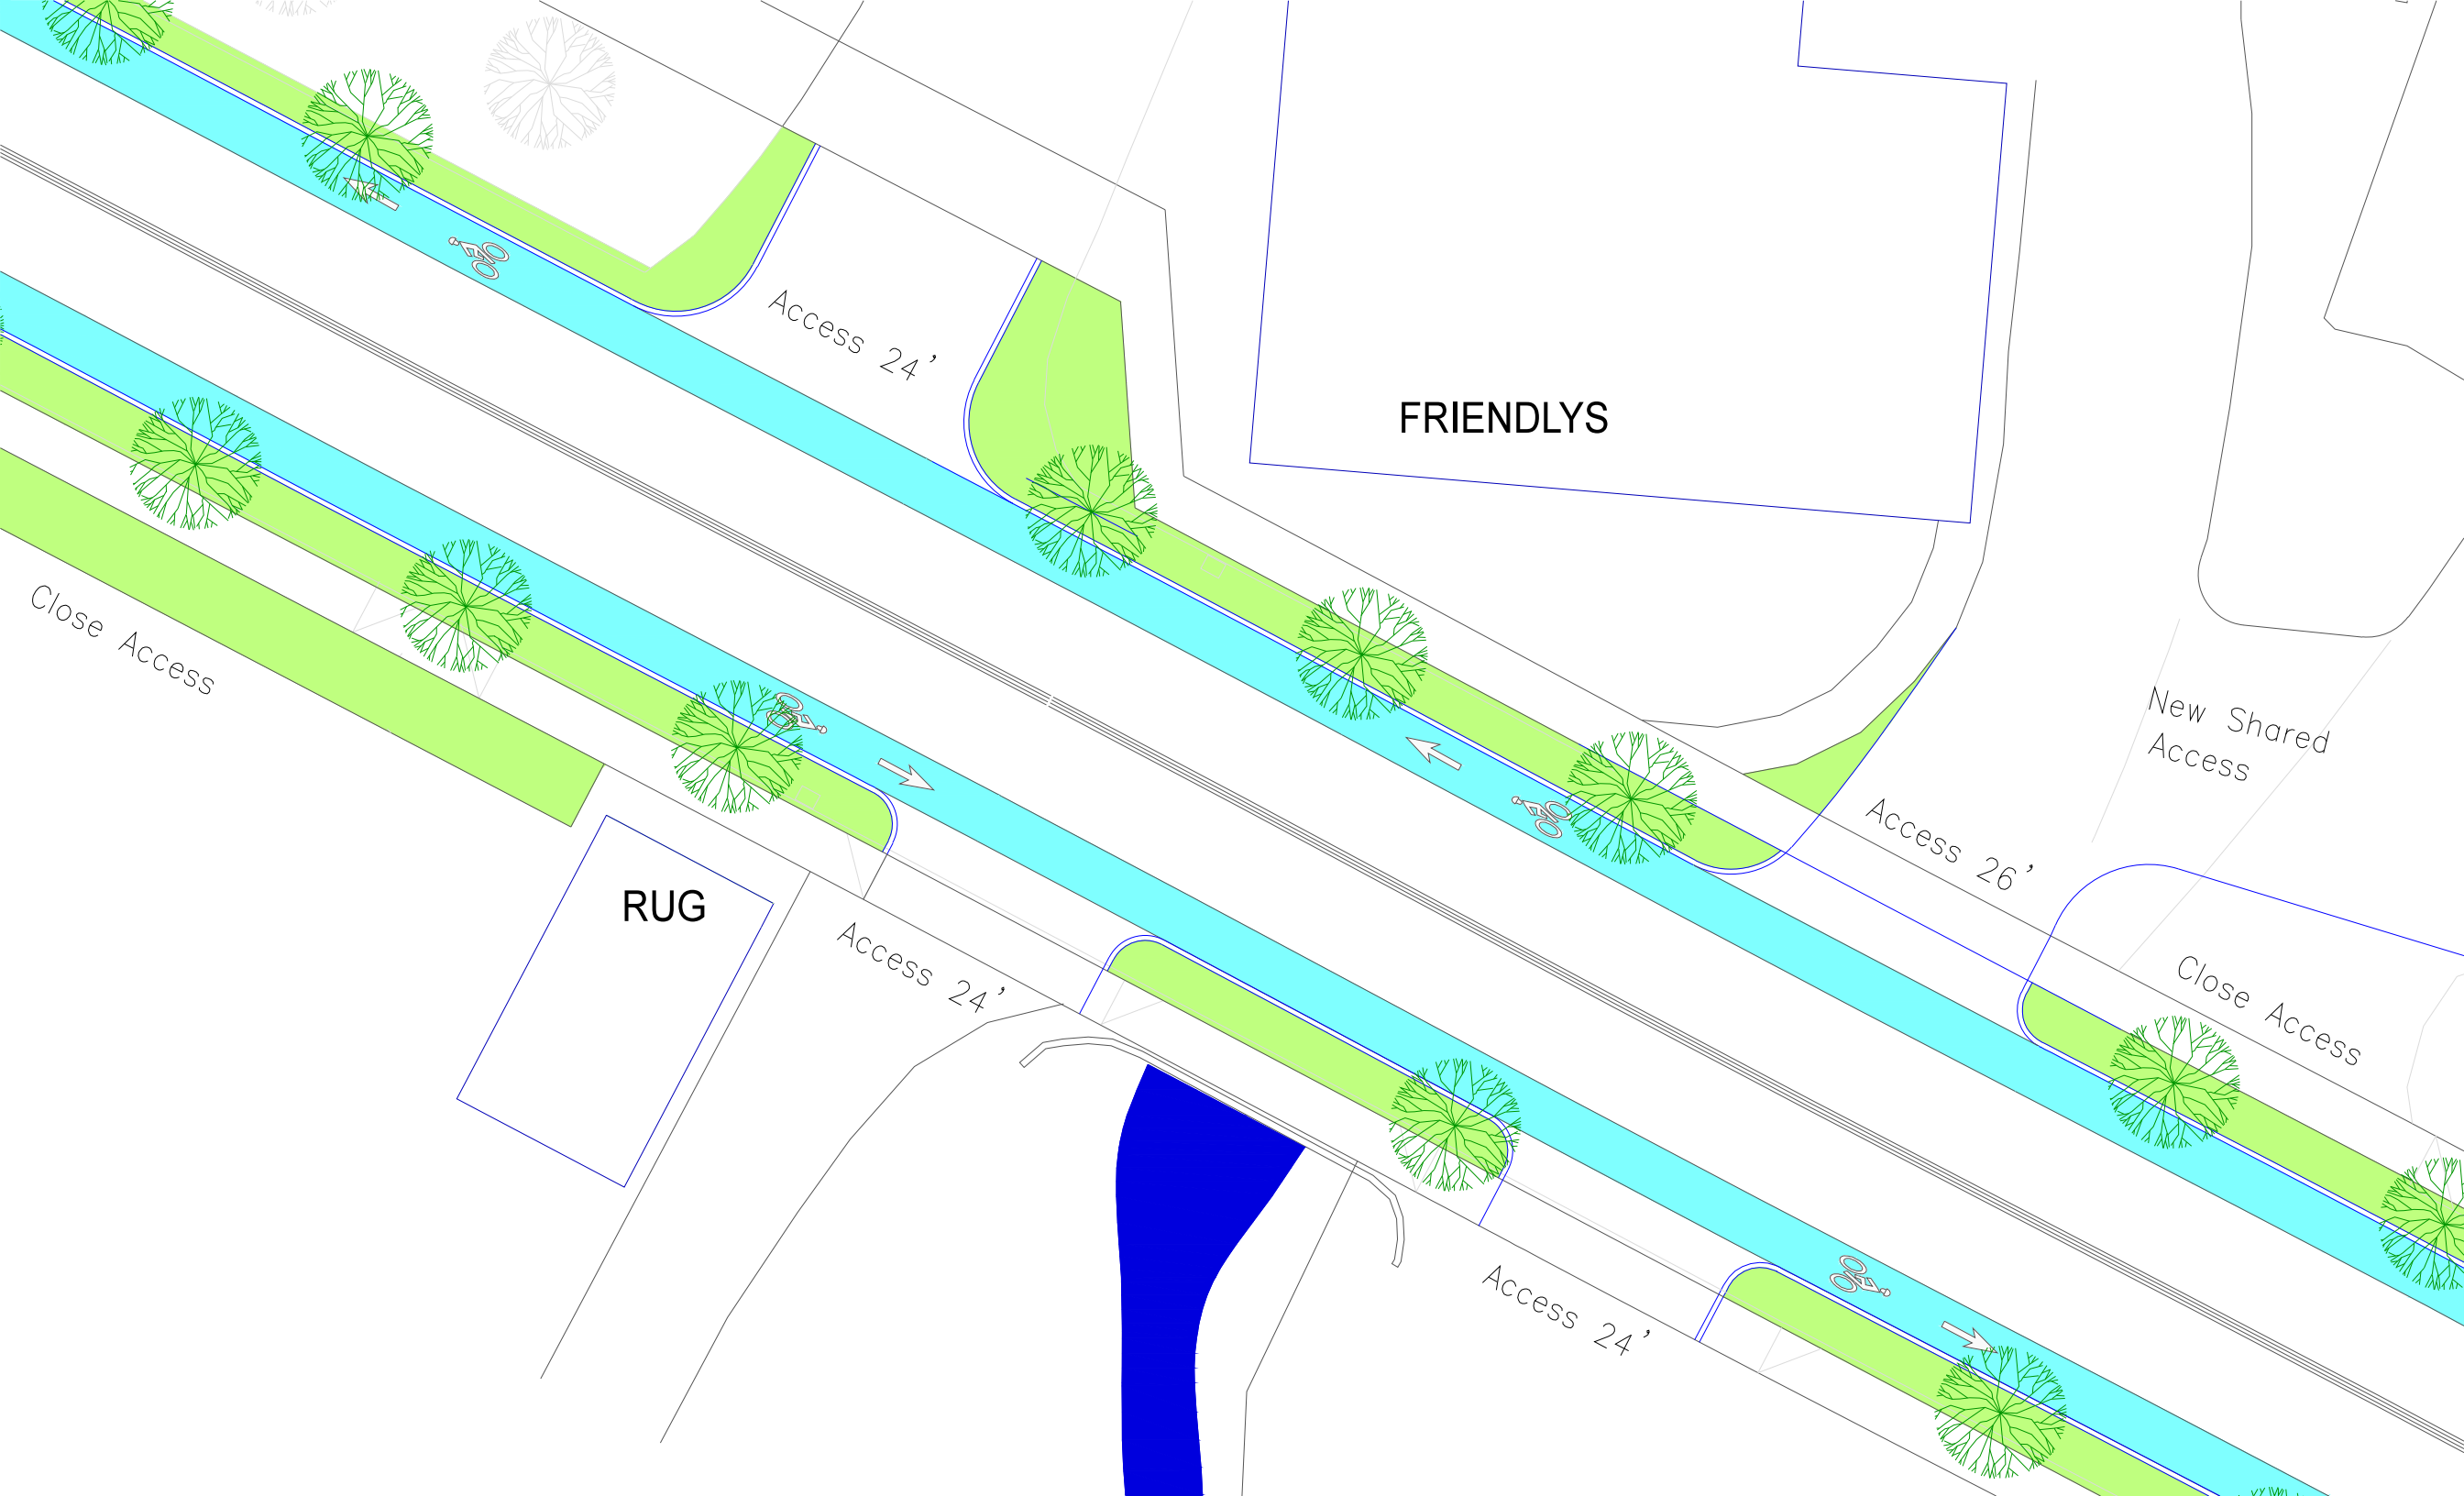 Access 24'
FRIENDLYS
Close Access
New Shared
Access
Access 26'
RUG
Access 24'
Close Access
Access 24'